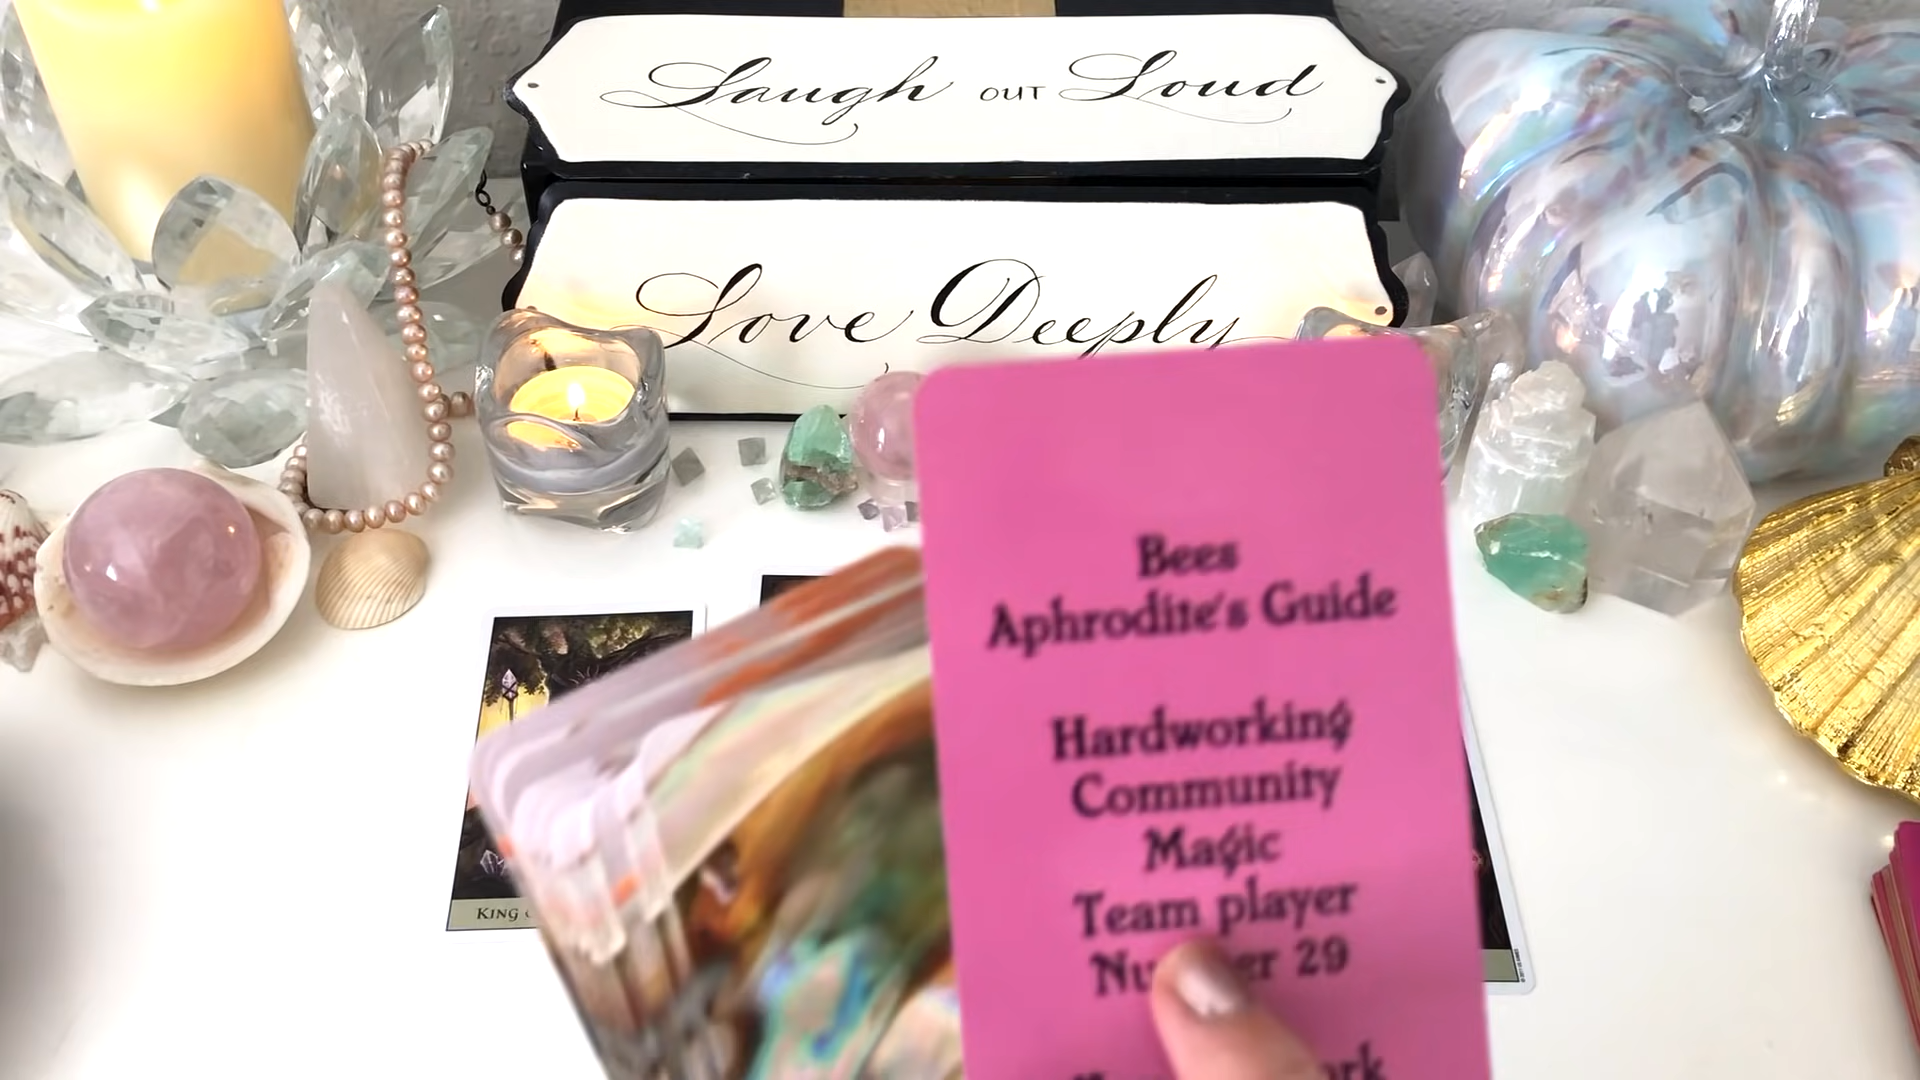 Laugh OUT Loud
Love Deeply
Bees
Aphrodite's Guide
Hardworking
Community
Magic
Team player
29
KING